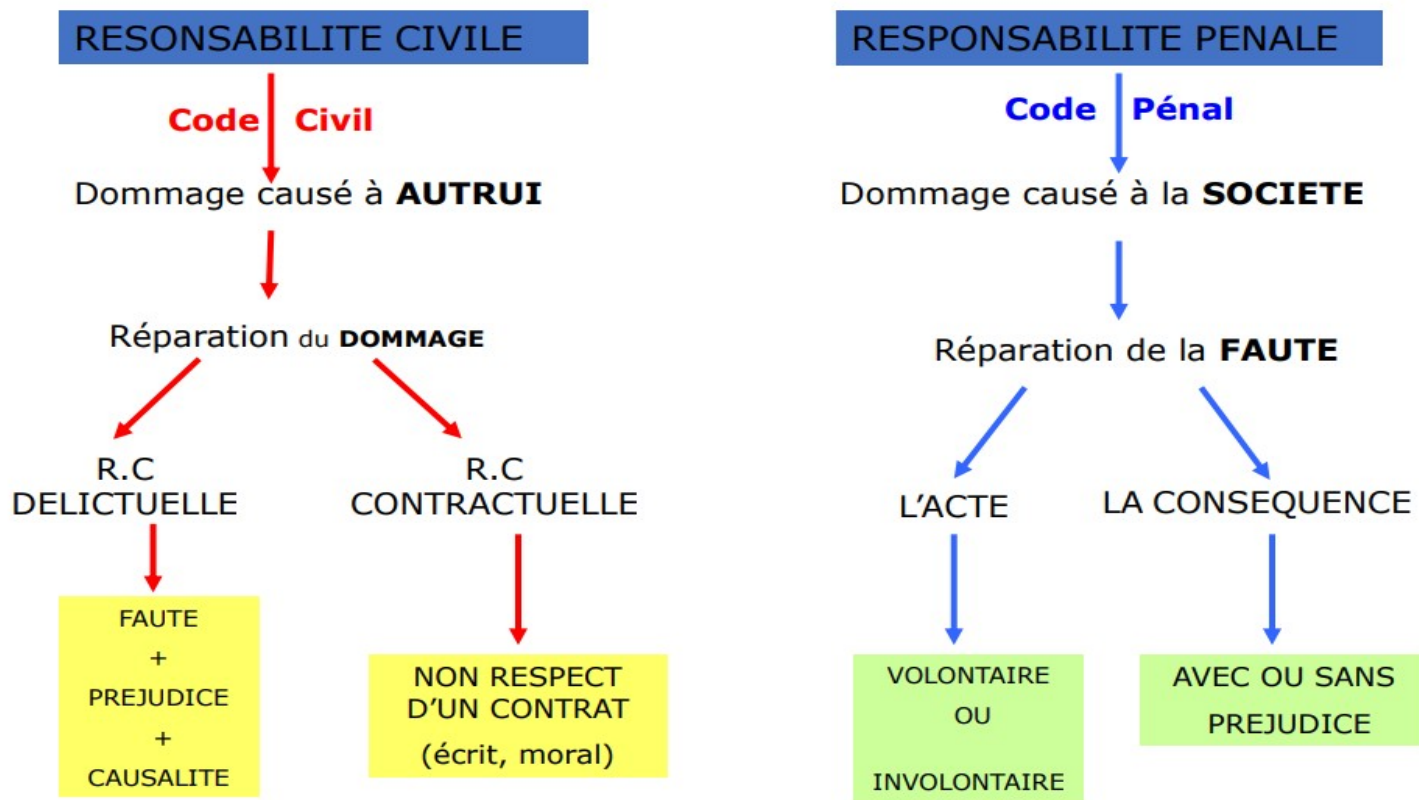 RESONSABILITE CIVILE
Code Civil
Dommage causé à AUTRUI
Réparation du DOMMAGE
R.C
DELICTUELLE
R.C
CONTRACTUELLE
FAUTE
+
PREJUDICE
+
CAUSALITE
NON RESPECT
D'UN CONTRAT
(écrit, moral)
RESPONSABILITE PENALE
Code Pénal
Dommage causé à la SOCIETE
Réparation de la FAUTE
L'ACTE
LA CONSEQUENCE
VOLONTAIRE
OU
INVOLONTAIRE
AVEC OU SANS
PREJUDICE